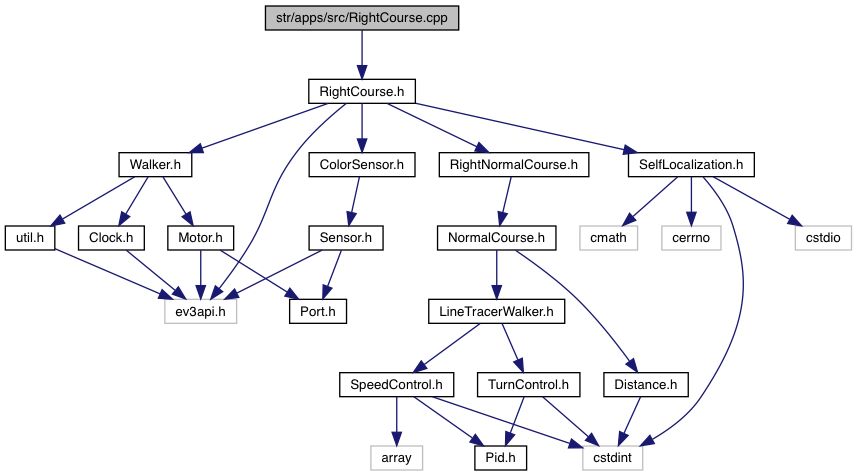 str/apps/src/RightCourse.cpp
RightCourse.h
Walker.h
ColorSensor.h
RightNormalCourse.h
SelfLocalization.h
util.h
Clock.h
Motor.h
Sensor.h
NormalCourse.h
cmath
cerrno
cstdio
ev3api.h
Port.h
LineTracerWalker.h
SpeedControl.h
TurnControl.h
Distance.h
array
Pid.h
cstdint